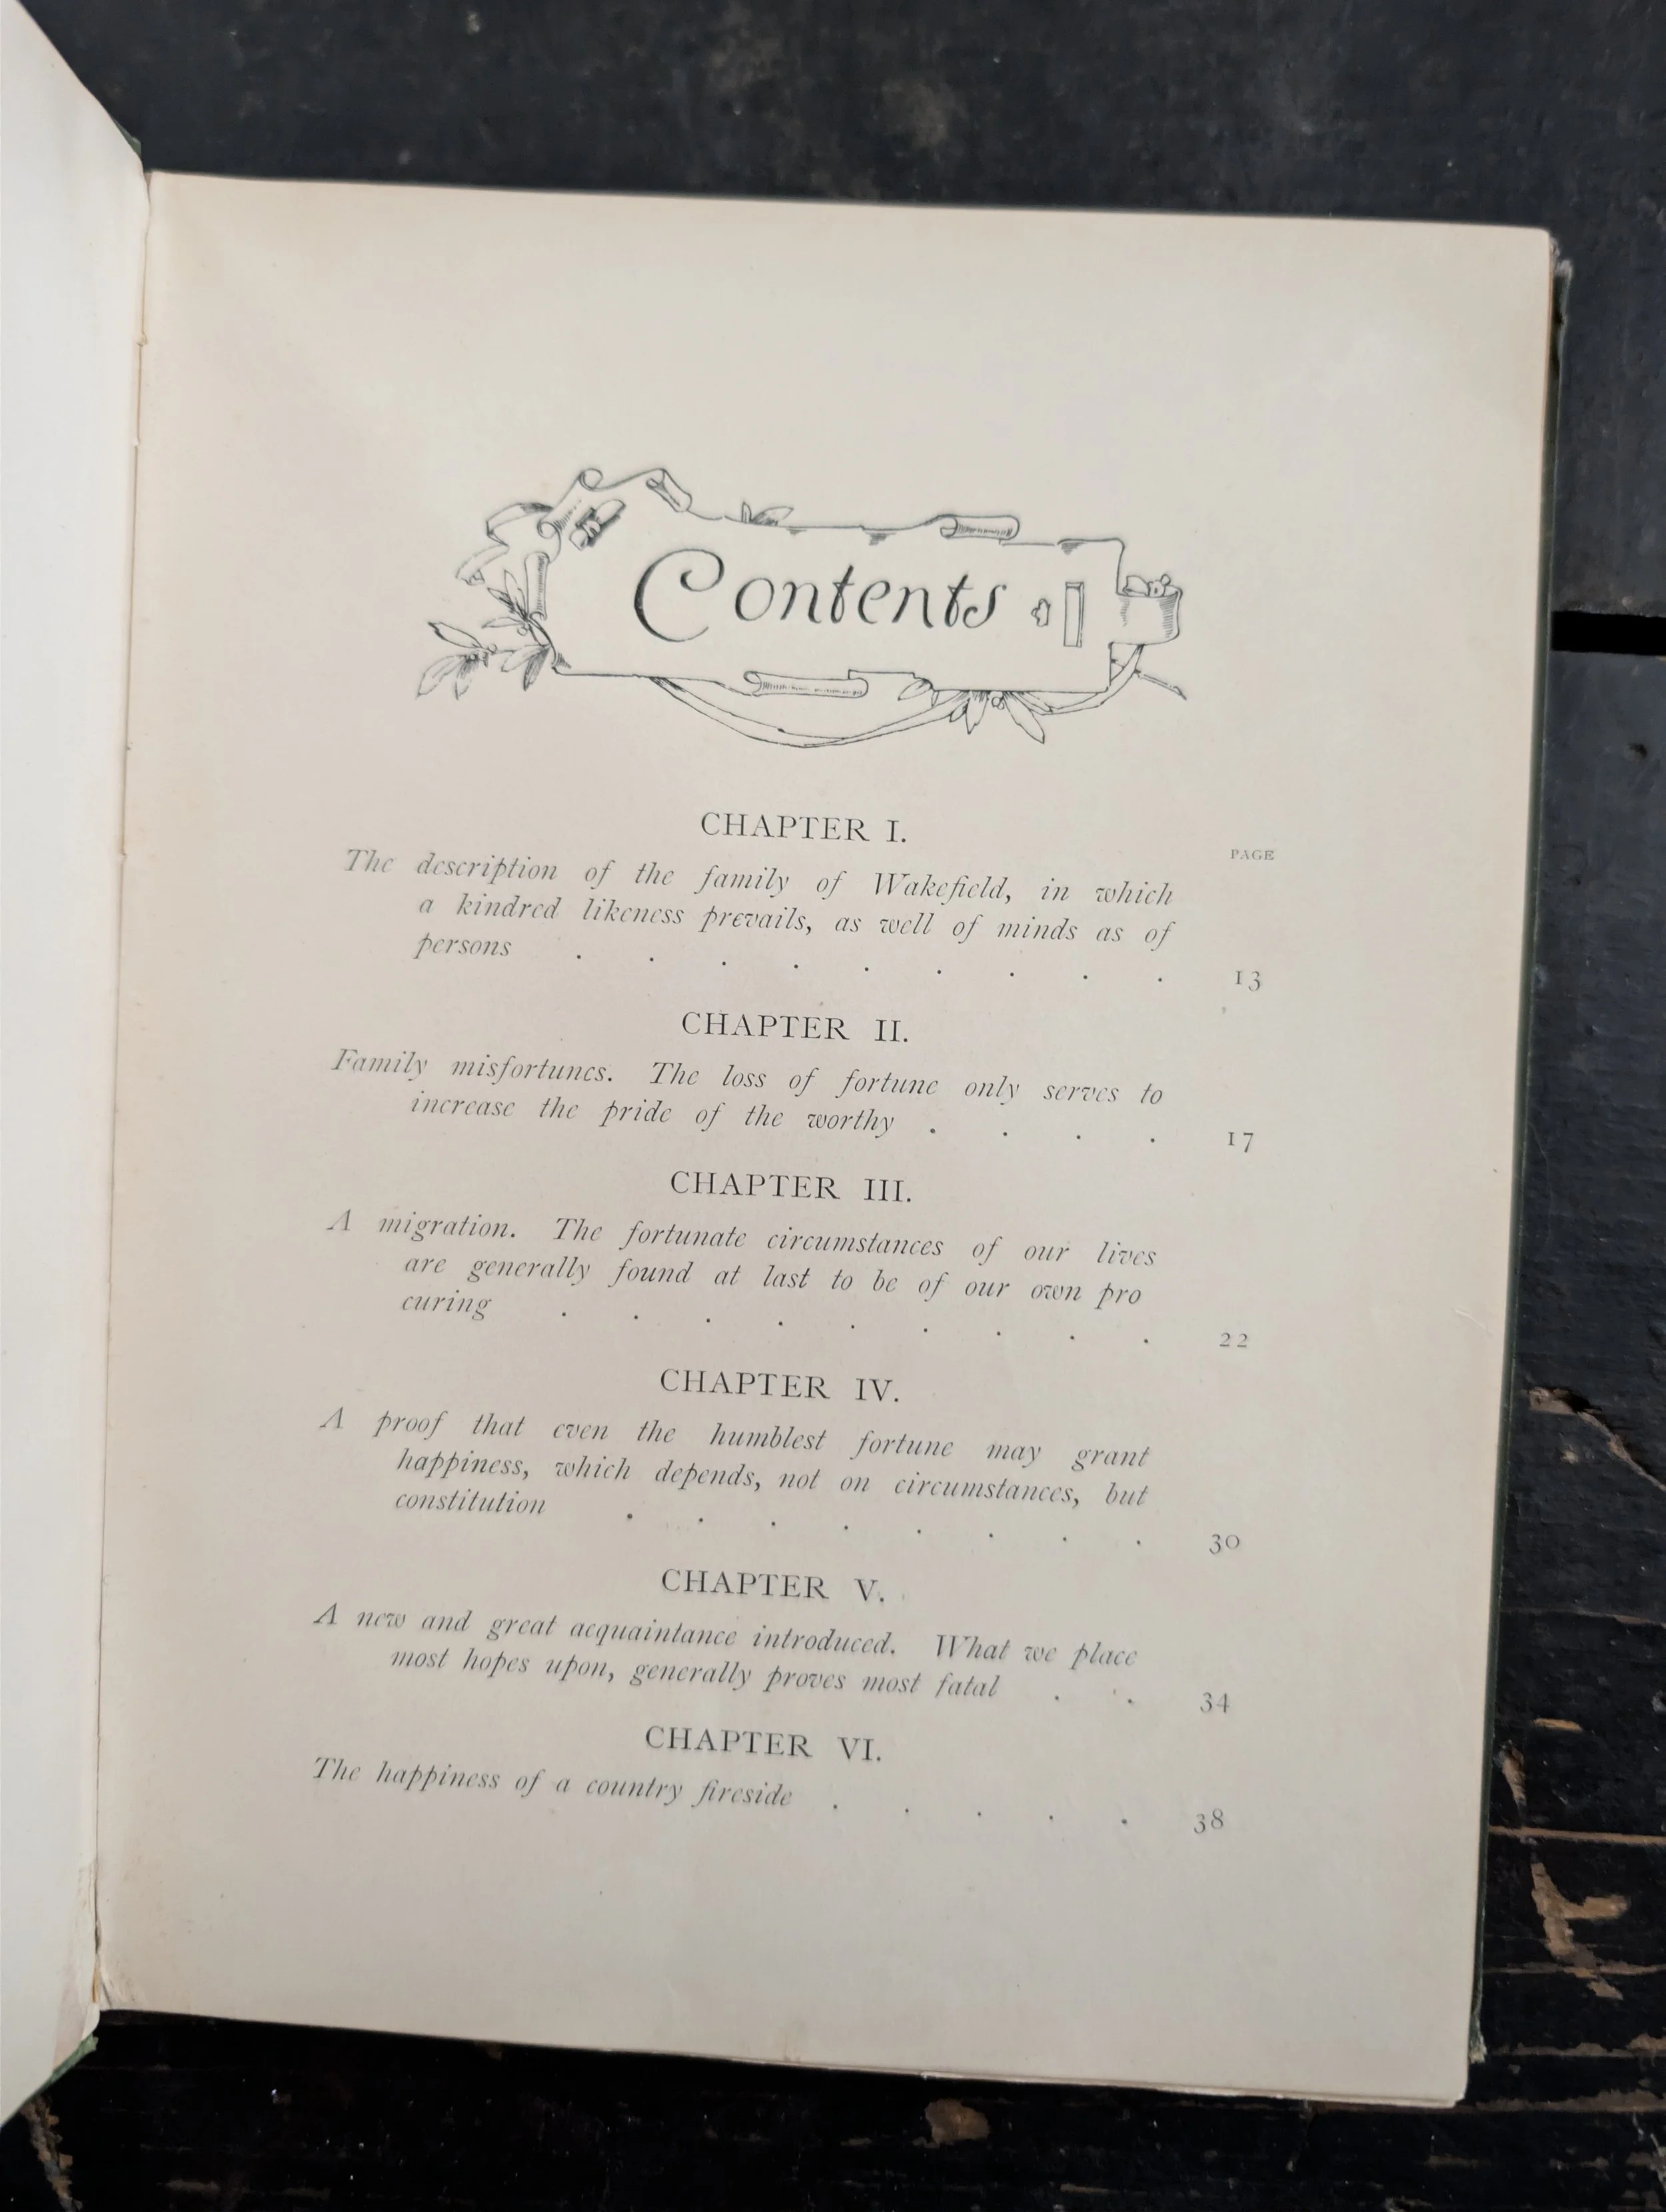 Contents
CHAPTER I.
PAGE
The description of the family of Wakefield, in which
a kindred likeness prevails, as well of minds as of
persons . . . . . . . . . 13
CHAPTER II.
Family misfortunes. The loss of fortune only serves to
increase the pride of the worthy . . . . 17
CHAPTER III.
A migration. The fortunate circumstances of our lives
are generally found at last to be of our own pro
curing . . . . . . . . . 22
CHAPTER IV.
A proof that even the humblest fortune may grant
happiness, which depends, not on circumstances, but
constitution . . . . . . . . 30
CHAPTER V.
A new and great acquaintance introduced. What we place
most hopes upon, generally proves most fatal . . 34
CHAPTER VI.
The happiness of a country fireside . . . . . 38